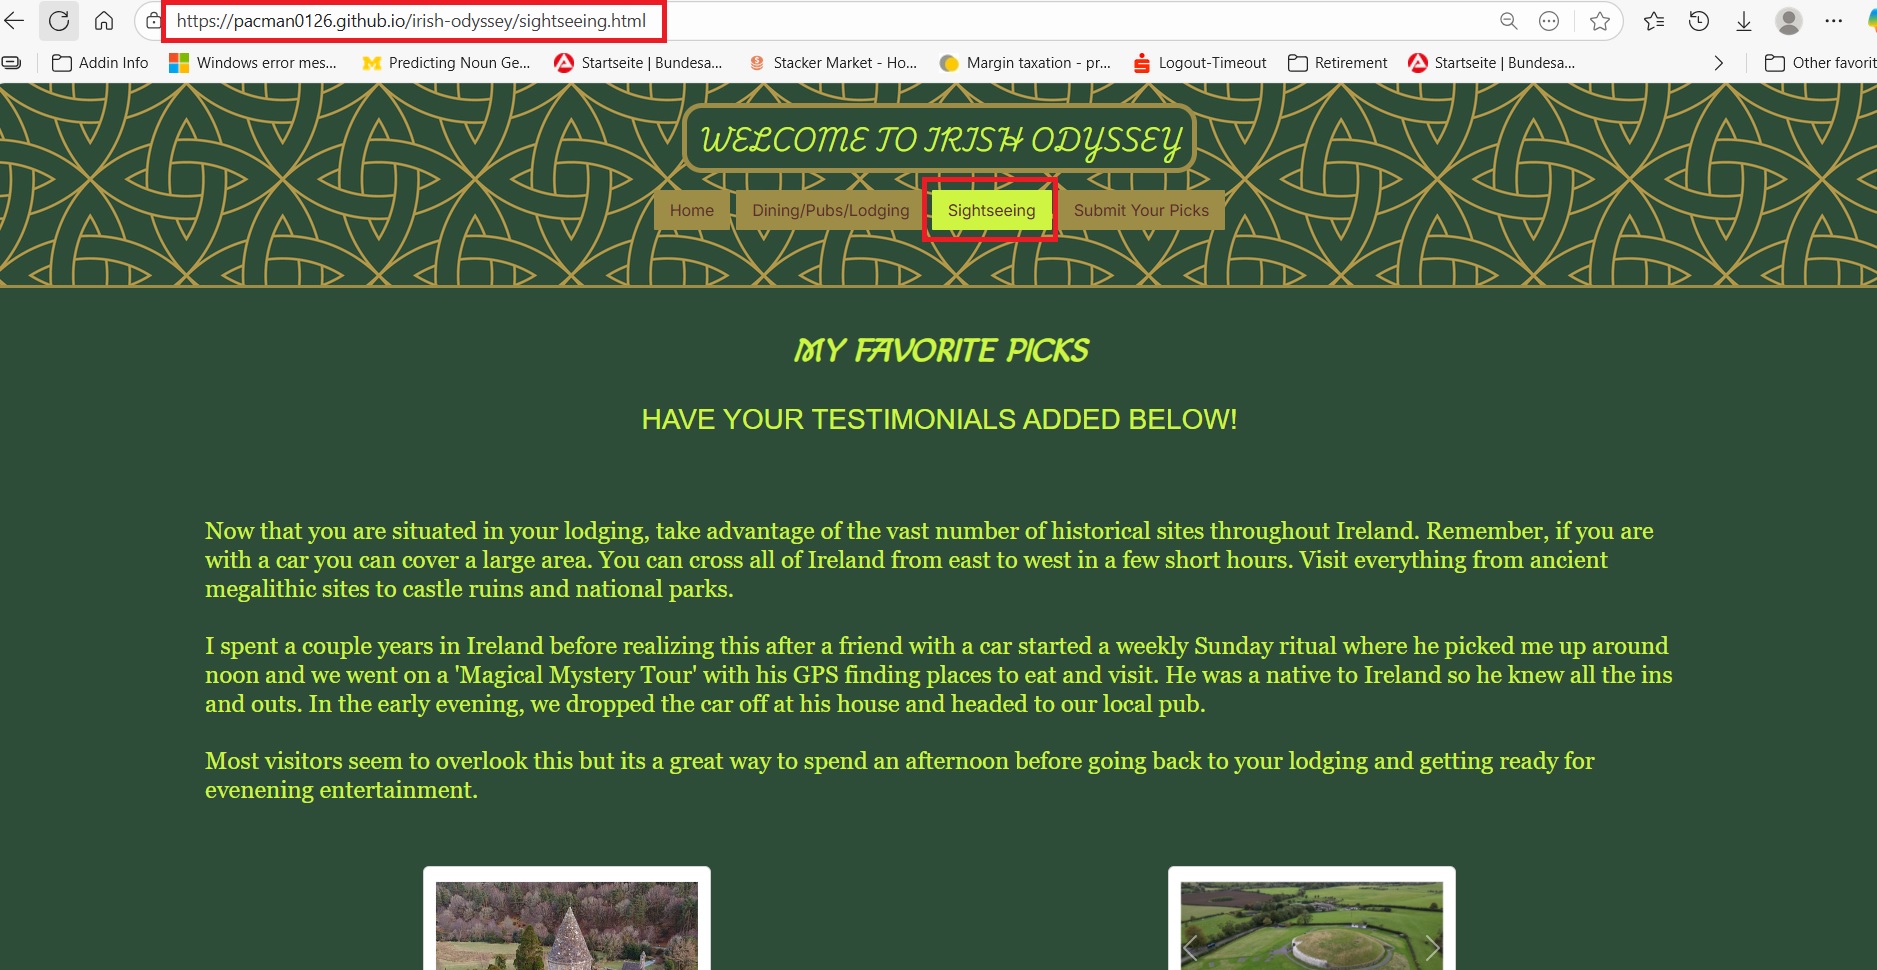 https://pacman0126.github.io/irish-odyssey/sightseeing.html
Addin Info Windows error mes... Predicting Noun Ge... Startseite | Bundesa... Stacker Market - Ho... Margin taxation - pr... Logout-Timeout Retirement Startseite | Bundesa... Other favorit
WELCOME TO IRISH ODYSSEY
Home Dining/Pubs/Lodging Sightseeing Submit Your Picks
MY FAVORITE PICKS
HAVE YOUR TESTIMONIALS ADDED BELOW!
Now that you are situated in your lodging, take advantage of the vast number of historical sites throughout Ireland. Remember, if you are
with a car you can cover a large area. You can cross all of Ireland from east to west in a few short hours. Visit everything from ancient
megalithic sites to castle ruins and national parks.
I spent a couple years in Ireland before realizing this after a friend with a car started a weekly Sunday ritual where he picked me up around
noon and we went on a 'Magical Mystery Tour' with his GPS finding places to eat and visit. He was a native to Ireland so he knew all the ins
and outs. In the early evening, we dropped the car off at his house and headed to our local pub.
Most visitors seem to overlook this but its a great way to spend an afternoon before going back to your lodging and getting ready for
evenening entertainment.